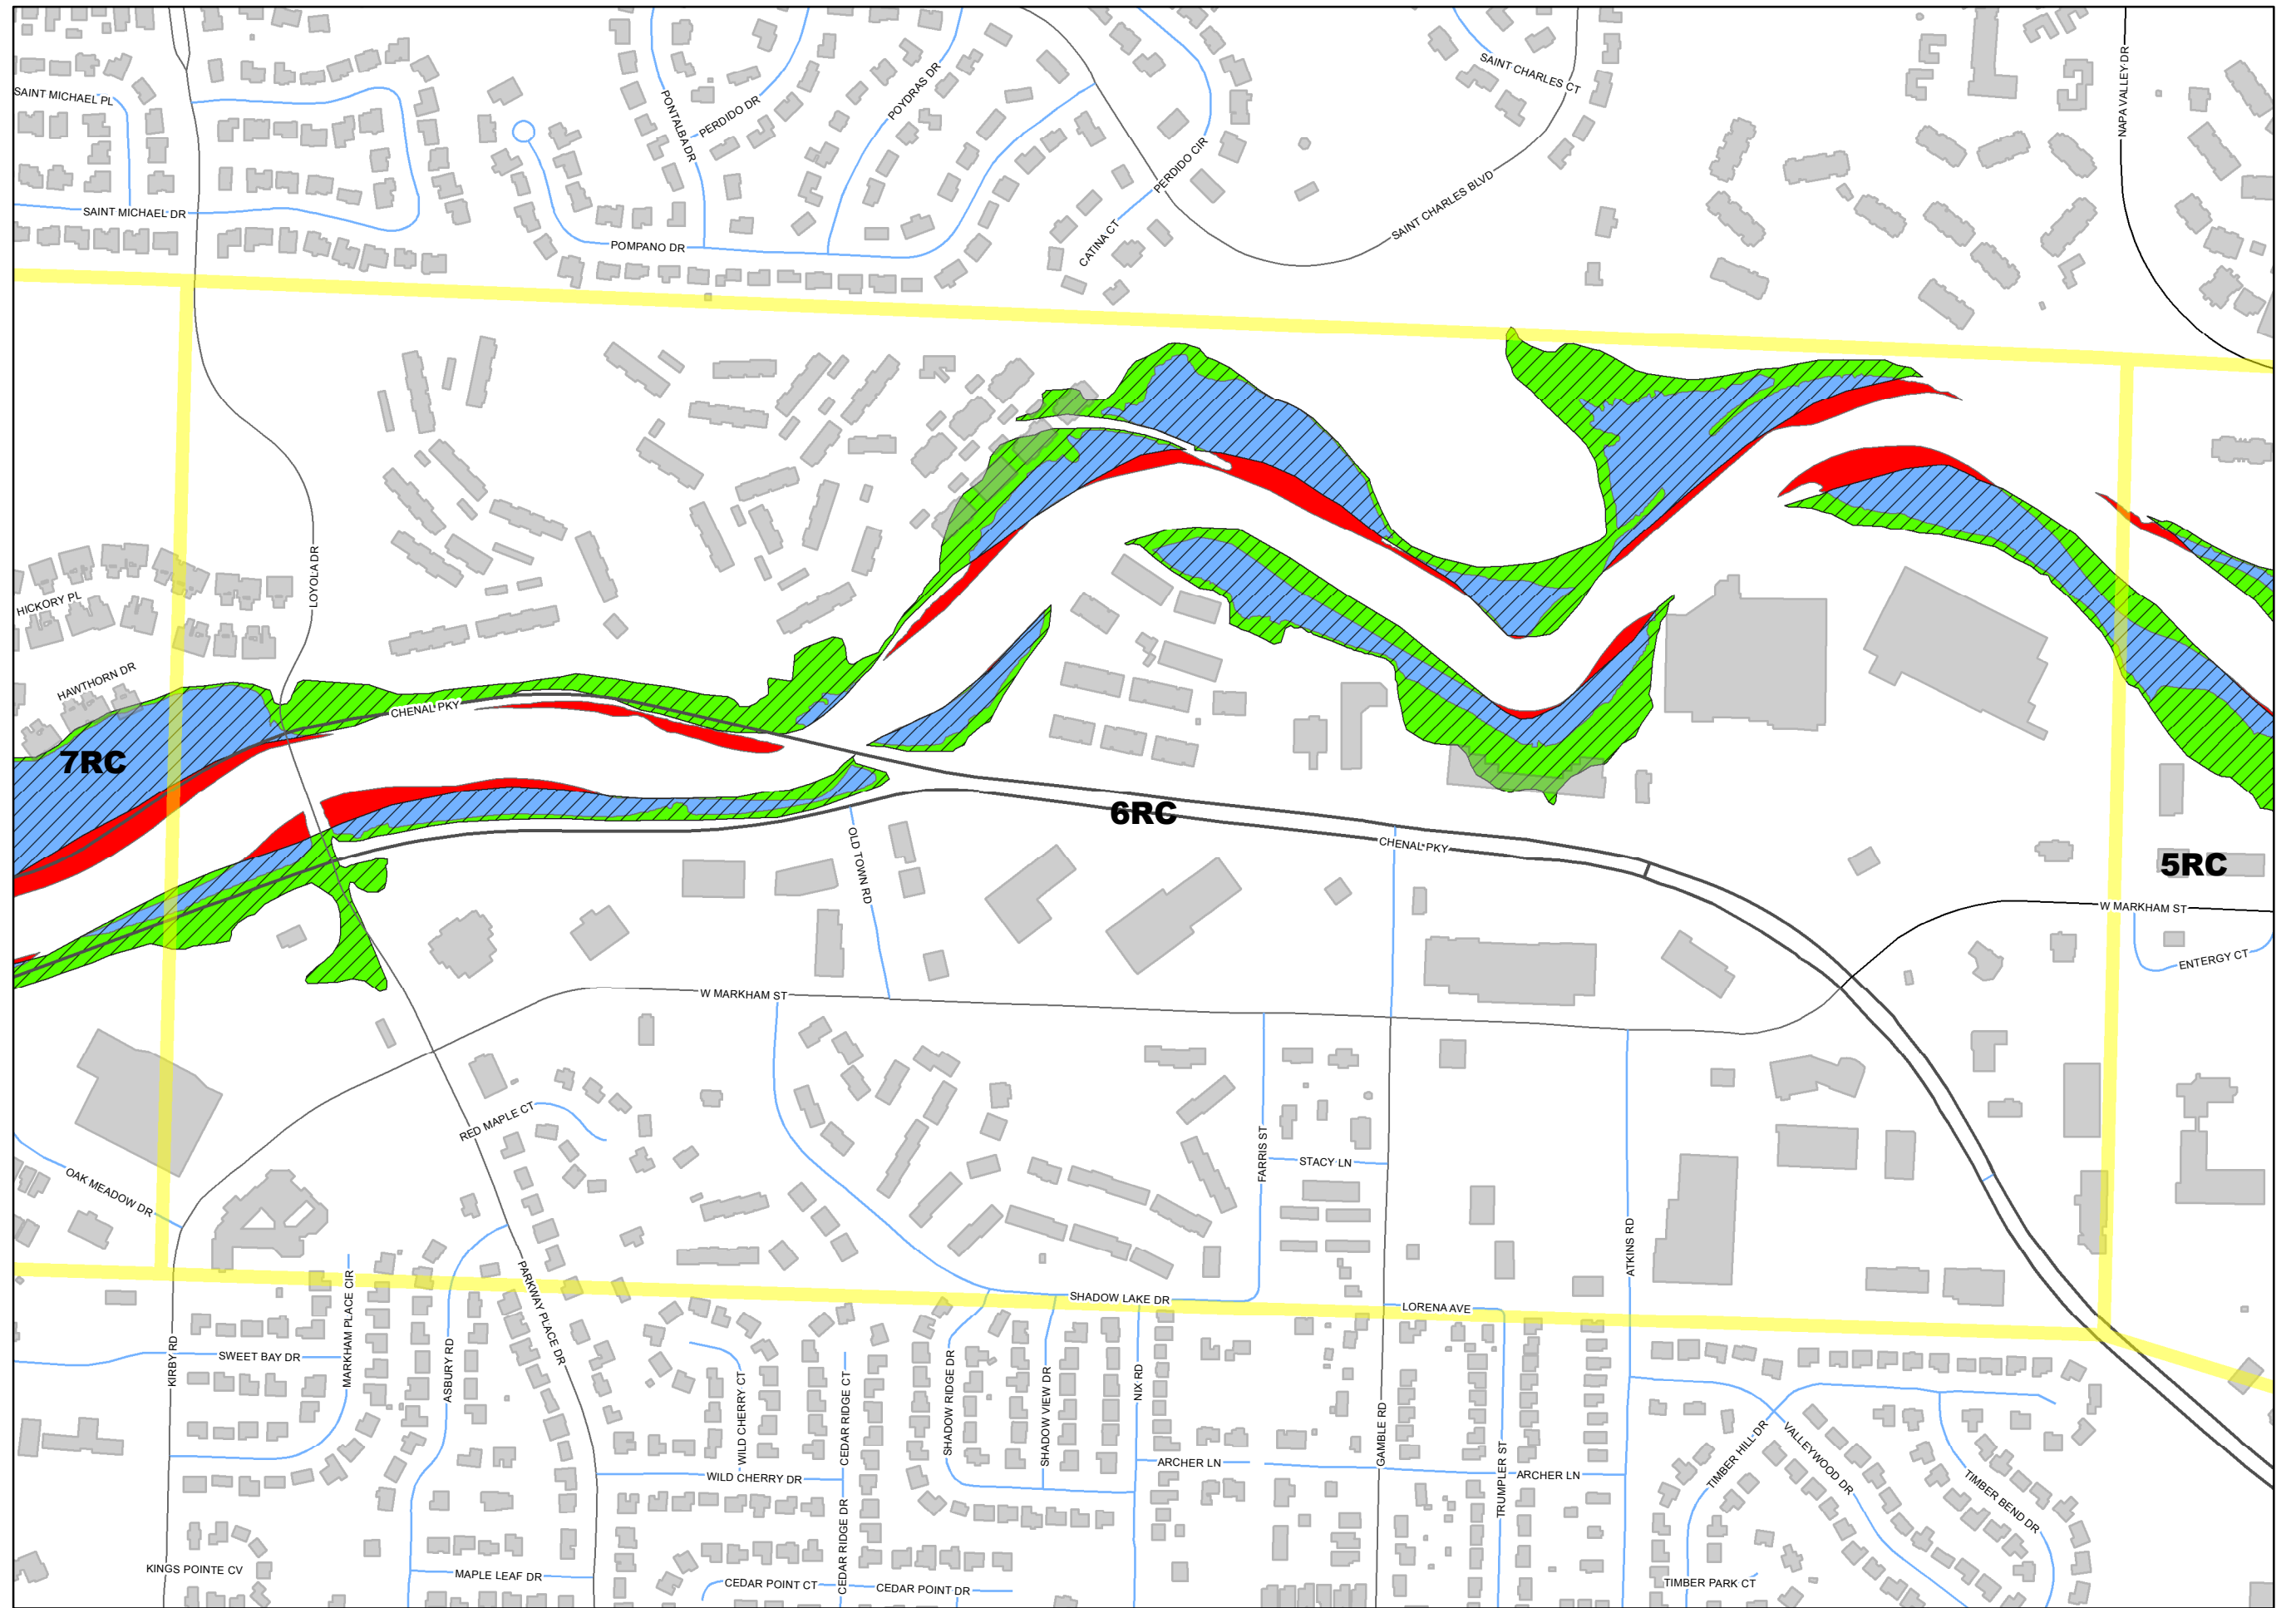 SAINT MICHAEL PL
PONTALBA DR
PERDIDO DR
POYDRAS DR
SAINT CHARLES CT
NAPA VALLEY DR
PERDIDO CIR
SAINT MICHAEL DR
POMPANO DR
CATINA CT
SAINT CHARLES BLVD
HICKORY PL
LOYOLA DR
HAWTHORN DR
CHENAL PKY
7RC
6RC
CHENAL PKY
OLD TOWN RD
5RC
W MARKHAM ST
ENTERGY CT
W MARKHAM ST
RED MAPLE CT
FARRIS ST
STACY LN
OAK MEADOW DR
ATKINS RD
PARKWAY PLACE DR
MARKHAM PLACE CIR
SHADOW LAKE DR
LORENA AVE
KIRBY RD
SWEET BAY DR
ASBURY RD
WILD CHERRY CT
CEDAR RIDGE CT
SHADOW RIDGE DR
SHADOW VIEW DR
NIX RD
GAMBLE RD
WILD CHERRY DR
ARCHER LN
TRUMPLER ST
ARCHER LN
TIMBER HILL DR
VALLEYWOOD DR
TIMBER BEND DR
CEDAR RIDGE DR
KINGS POINTE CV
MAPLE LEAF DR
CEDAR POINT CT
CEDAR POINT DR
TIMBER PARK CT